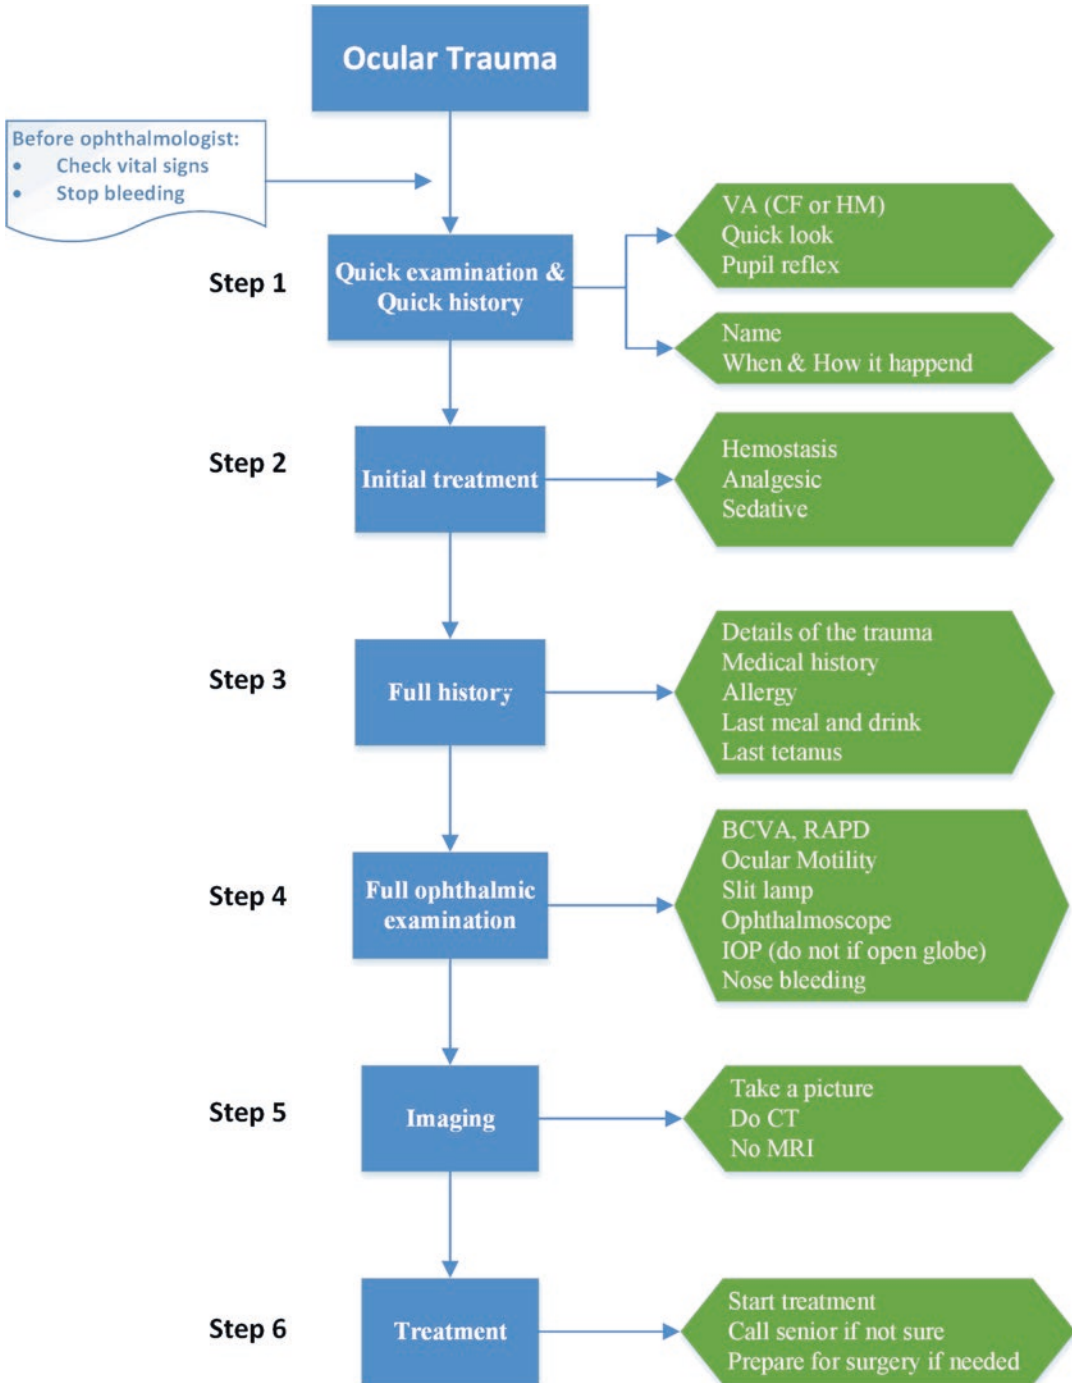 Ocular Trauma
Before ophthalmologist:
• Check vital signs
• Stop bleeding
Step 1
Quick examination &
Quick history
VA (CF or HM)
Quick look
Pupil reflex
Name
When & How it happend
Step 2
Initial treatment
Hemostasis
Analgesic
Sedative
Step 3
Full history
Details of the trauma
Medical history
Allergy
Last meal and drink
Last tetanus
Step 4
Full ophthalmic
examination
BCVA, RAPD
Ocular Motility
Slit lamp
Ophthalmoscope
IOP (do not if open globe)
Nose bleeding
Step 5
Imaging
Take a picture
Do CT
No MRI
Step 6
Treatment
Start treatment
Call senior if not sure
Prepare for surgery if needed